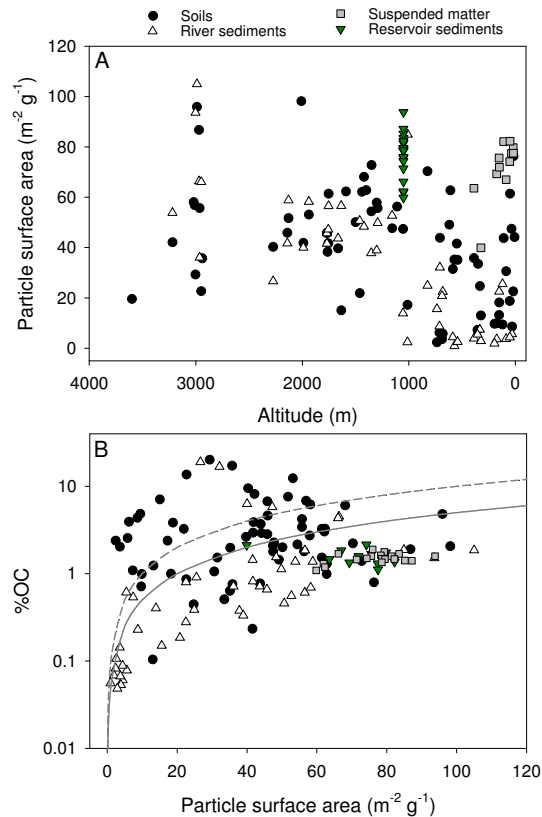 Soils
Suspended matter
River sediments
Reservoir sediments
120
A
100
80
60
40
20
0
Particle surface area (m⁻² g⁻¹)
4000 3000 2000 1000 0
Altitude (m)
B
10
1
0.1
0.01
%OC
0 20 40 60 80 100 120
Particle surface area (m⁻² g⁻¹)